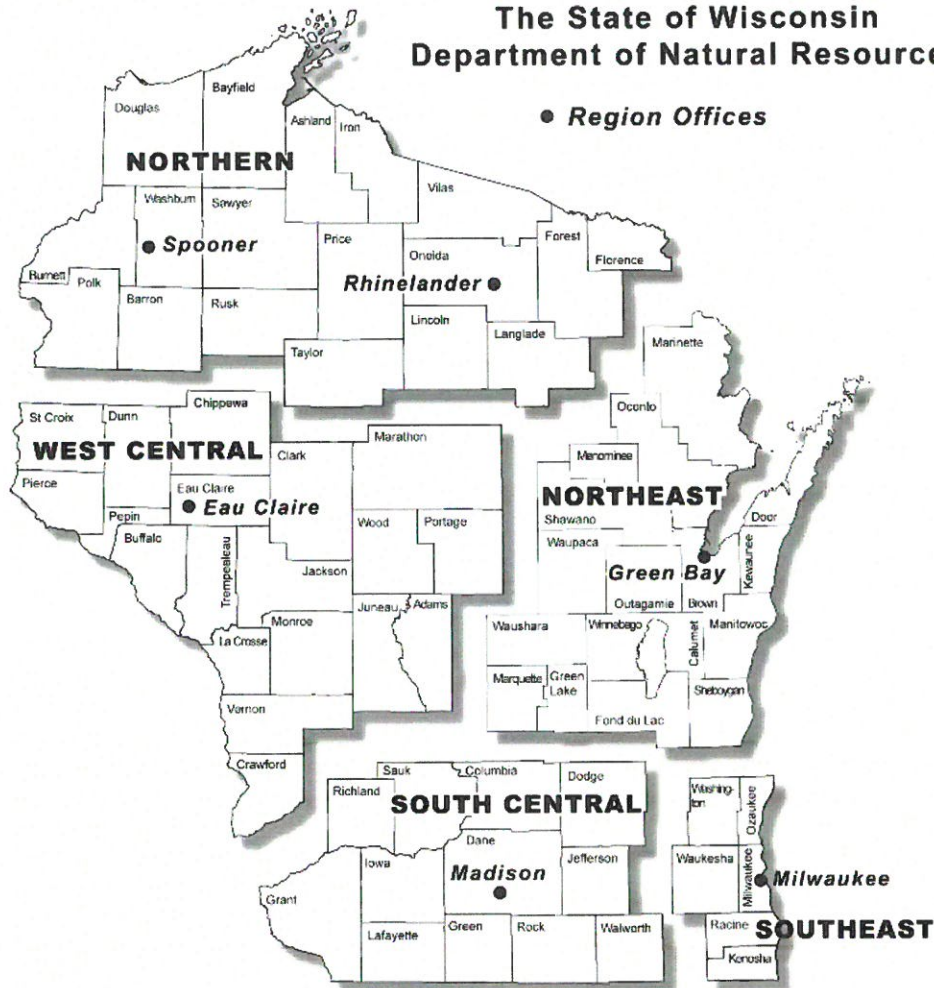 The State of Wisconsin
Department of Natural Resource
Region Offices
Douglas
Bayfield
Ashland
Iron
NORTHERN
Vilas
Washburn
Sawyer
Spooner
Price
Forest
Florence
Oneida
Rhinelander
Burnett
Polk
Barron
Rusk
Lincoln
Langlade
Taylor
Marinette
Chippewa
St Croix
Dunn
Oconto
Marathon
WEST CENTRAL
Clark
Menominee
Pierce
Eau Claire
Eau Claire
NORTHEAST
Pepin
Wood
Portage
Shawano
Door
Buffalo
Waupaca
Trempealeau
Jackson
Green Bay
Kewaunee
Juneau
Adams
Outagamie
Brown
Monroe
La Crosse
Waushara
Winnebago
Calumet
Manitowoc
Marquette
Green
Lake
Sheboygan
Vernon
Fond du Lac
Crawford
Sauk
Columbia
Dodge
Richland
SOUTH CENTRAL
Washing-
ton
Ozaukee
Dane
Iowa
Jefferson
Waukesha
Milwaukee
Madison
Milwaukee
Grant
Lafayette
Green
Rock
Walworth
Racine
SOUTHEAST
Kenosha